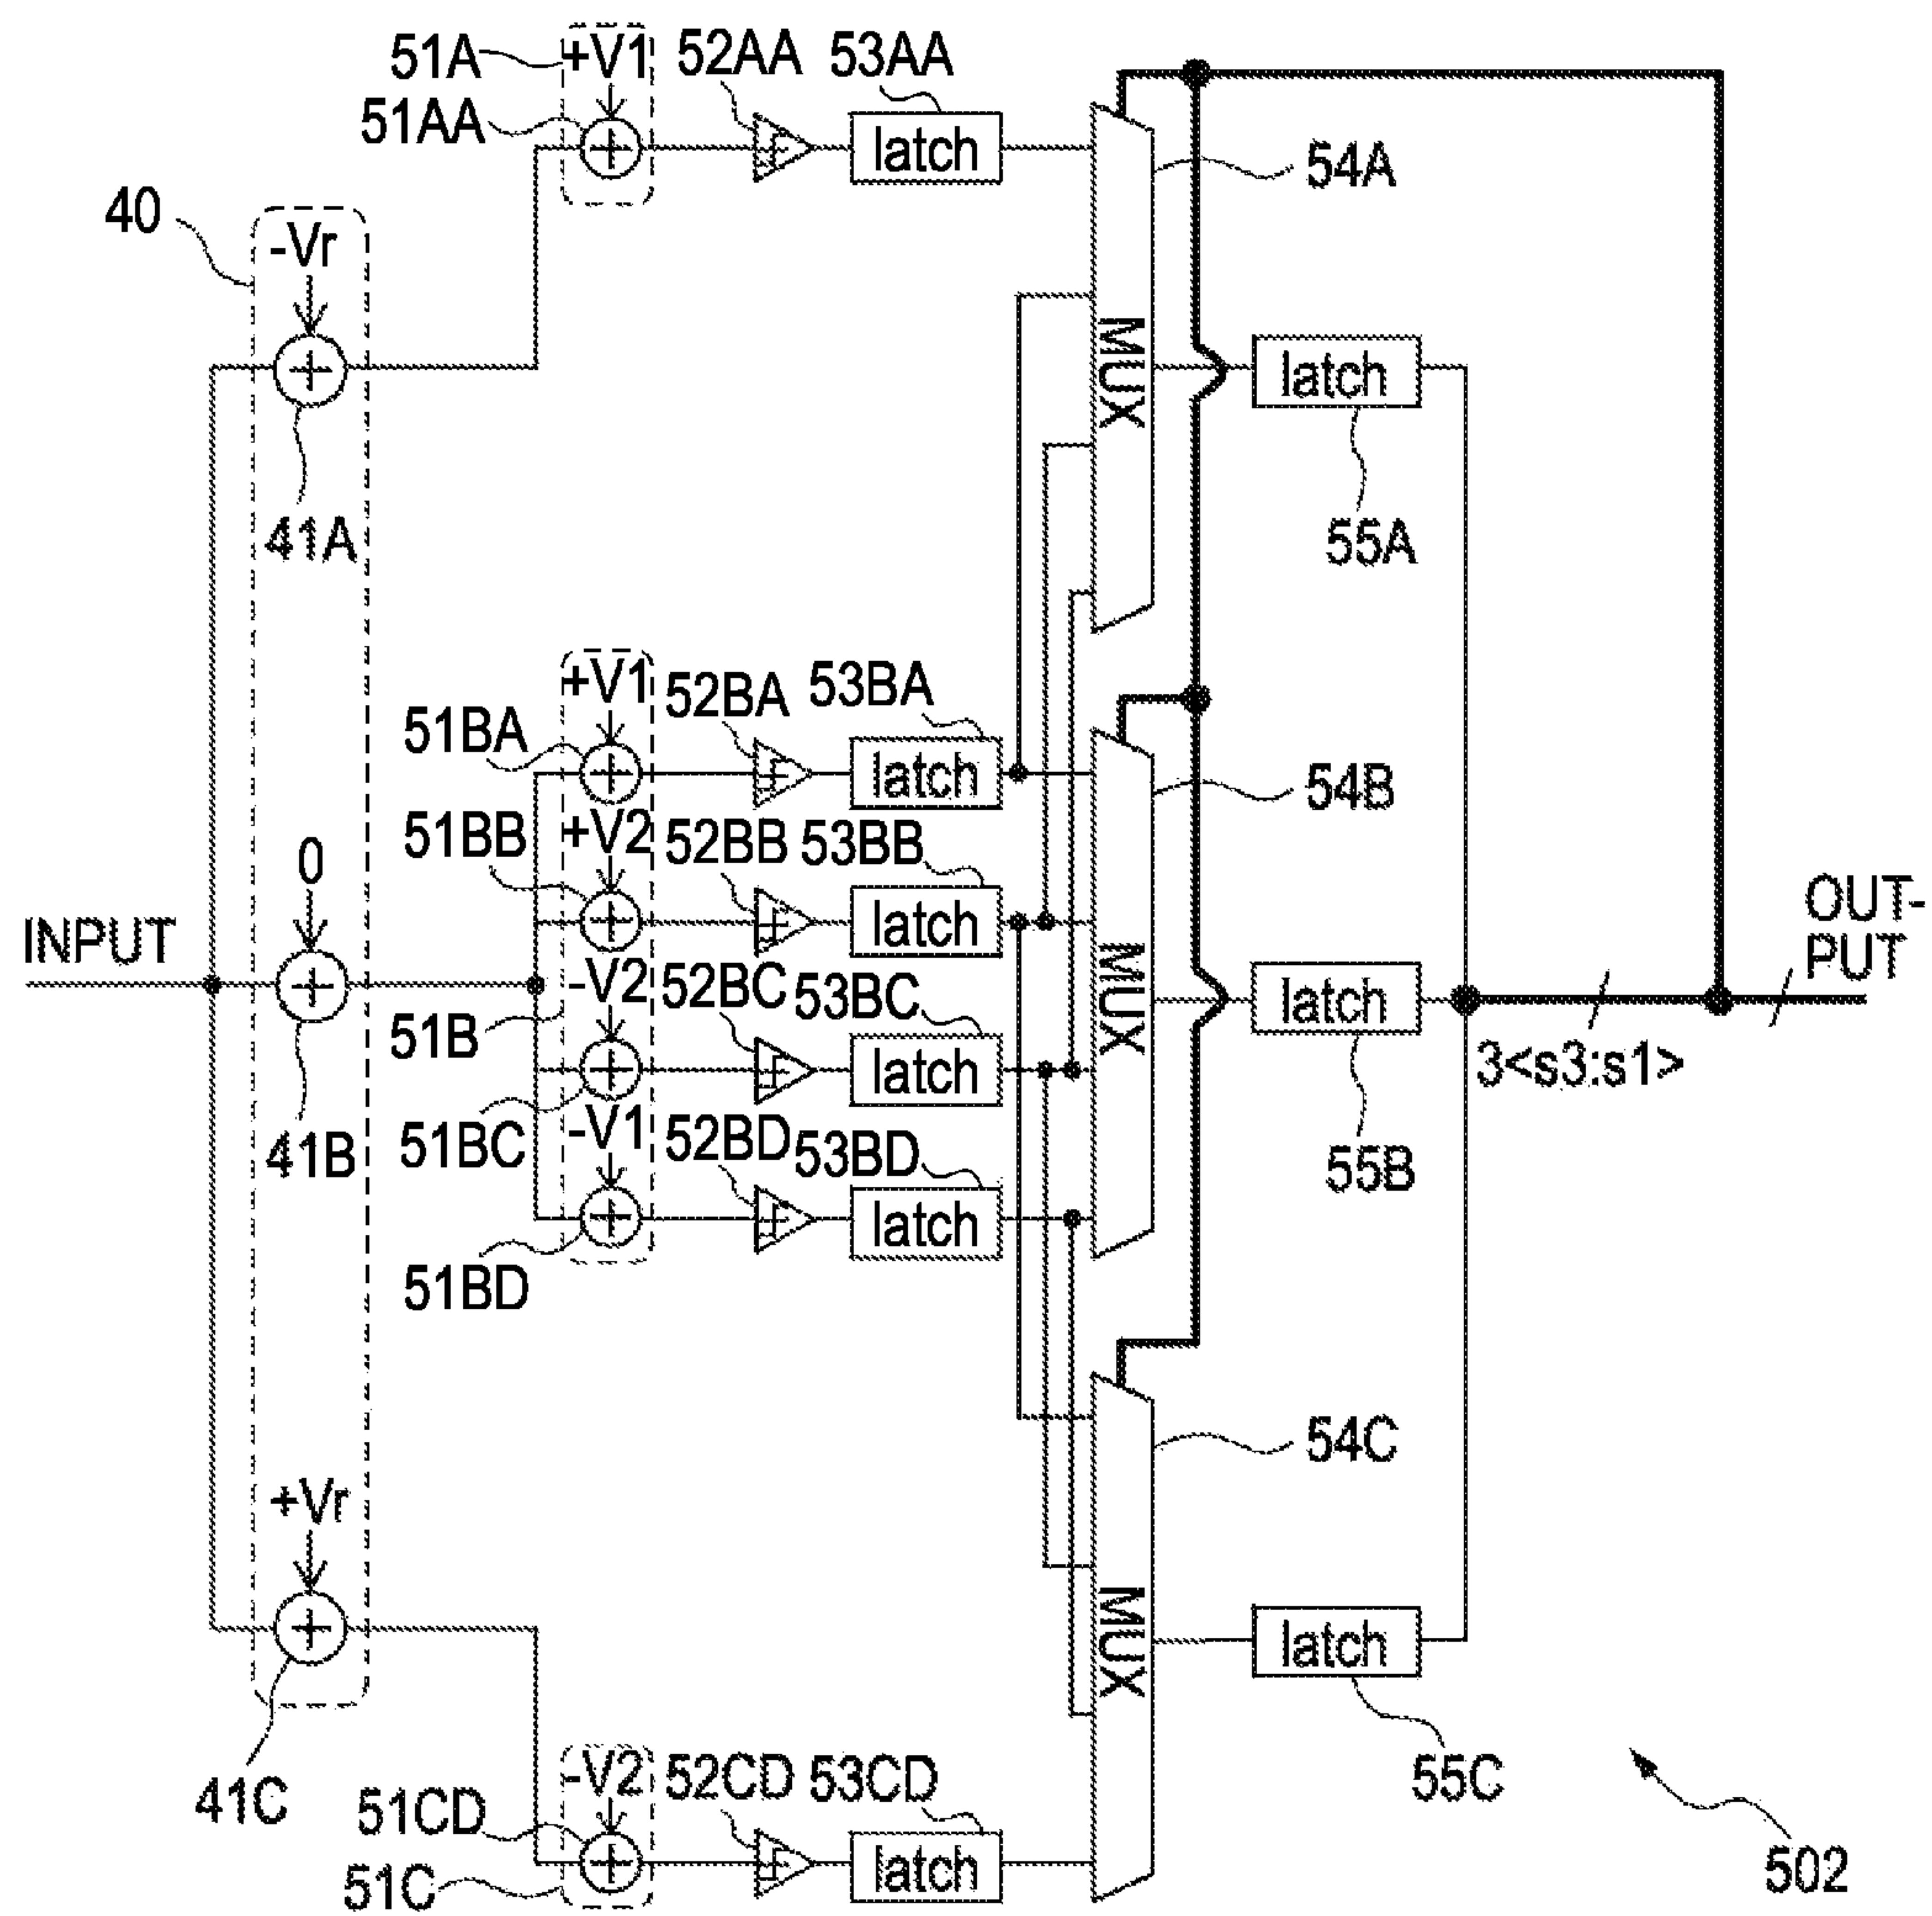 51A
+V1
52AA
53AA
51AA
latch
54A
40
-Vr
MUX
latch
41A
55A
+V1
52BA
53BA
51BA
latch
54B
51BB
+V2
52BB
53BB
0
latch
INPUT
-V2
52BC
53BC
MUX
latch
OUT-
PUT
51B
latch
3<s3:s1>
51BC
-V1
52BD
53BD
41B
55B
latch
51BD
54C
+Vr
MUX
latch
41C
51CD
-V2
52CD
53CD
55C
51C
latch
502